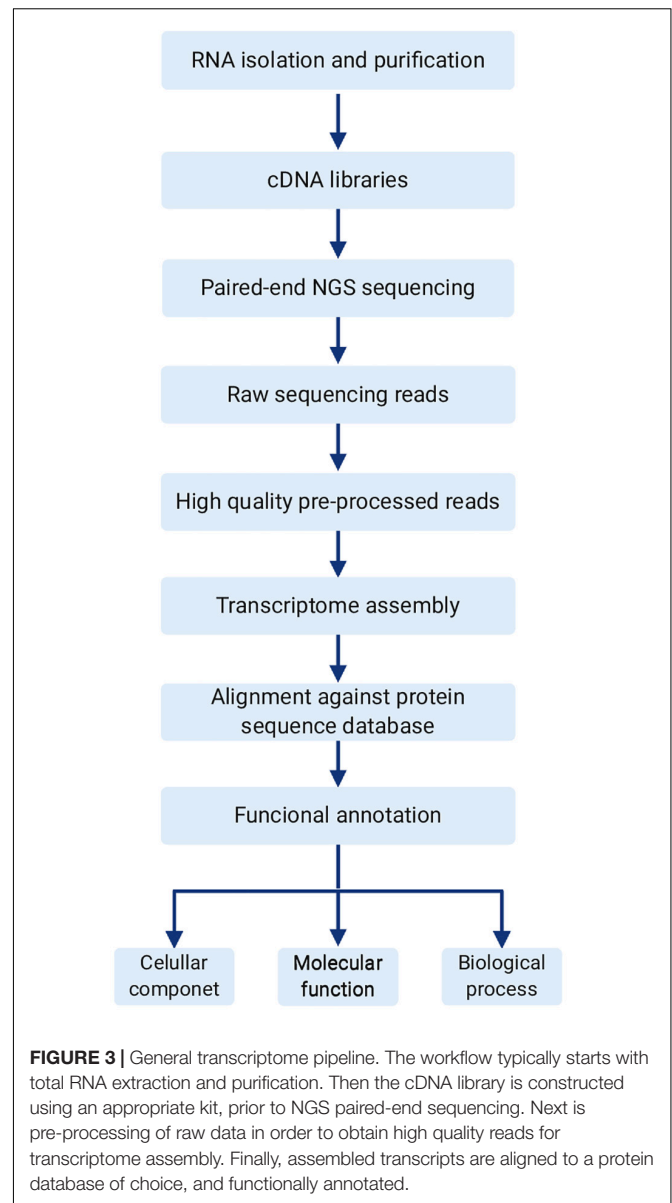 RNA isolation and purification
cDNA libraries
Paired-end NGS sequencing
Raw sequencing reads
High quality pre-processed reads
Transcriptome assembly
Alignment against protein
sequence database
Funcional annotation
Celullar
componet
Molecular
function
Biological
process
FIGURE 3 | General transcriptome pipeline. The workflow typically starts with
total RNA extraction and purification. Then the cDNA library is constructed
using an appropriate kit, prior to NGS paired-end sequencing. Next is
pre-processing of raw data in order to obtain high quality reads for
transcriptome assembly. Finally, assembled transcripts are aligned to a protein
database of choice, and functionally annotated.